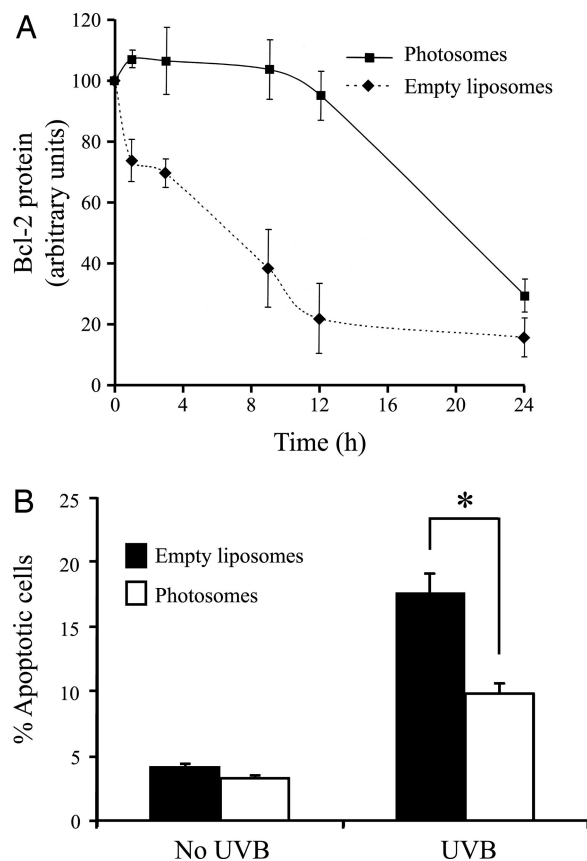 A
120
100
80
60
40
20
0
Bcl-2 protein
(arbitrary units)
Photosomes
Empty liposomes
0 4 8 12 16 20 24
Time (h)
B
25
20
15
10
5
0
% Apoptotic cells
Empty liposomes
Photosomes
*
No UVB UVB